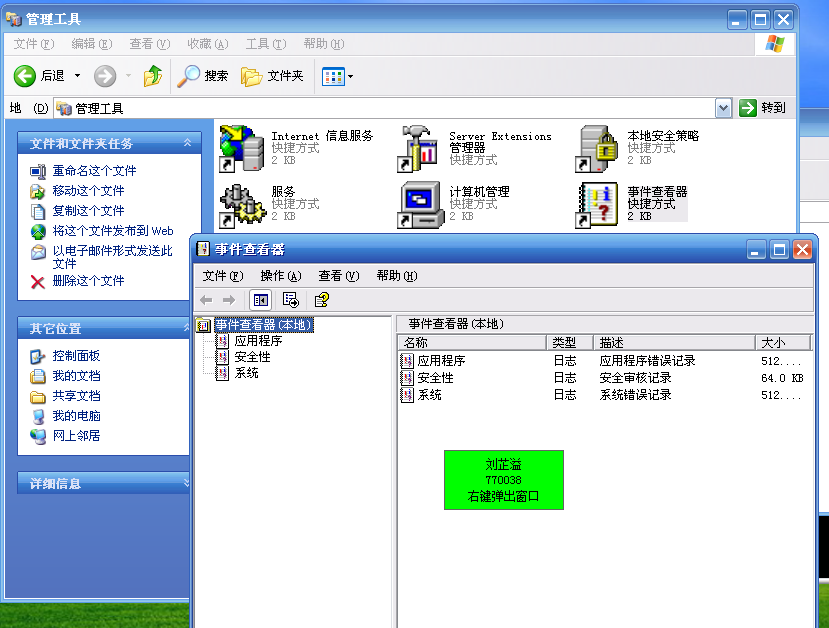 管理工具
文件(F) 编辑(E) 查看(V) 收藏(A) 工具(T) 帮助(H)
后退 搜索 文件夹
地 (D) 管理工具 转到
文件和文件夹任务
重命名这个文件
移动这个文件
复制这个文件
将这个文件发布到 Web
以电子邮件形式发送此
文件
删除这个文件
其它位置
控制面板
我的文档
共享文档
我的电脑
网上邻居
详细信息
Internet 信息服务
快捷方式
2 KB
Server Extensions
管理器
快捷方式
本地安全策略
快捷方式
2 KB
服务
快捷方式
2 KB
计算机管理
快捷方式
2 KB
事件查看器
快捷方式
2 KB
事件查看器
文件(F) 操作(A) 查看(V) 帮助(H)
事件查看器(本地)
应用程序
安全性
系统
事件查看器(本地)
名称 类型 描述 大小
应用程序 日志 应用程序错误记录 512....
安全性 日志 安全审核记录 64.0 KB
系统 日志 系统错误记录 512....
刘芷溢
770038
右键弹出窗口